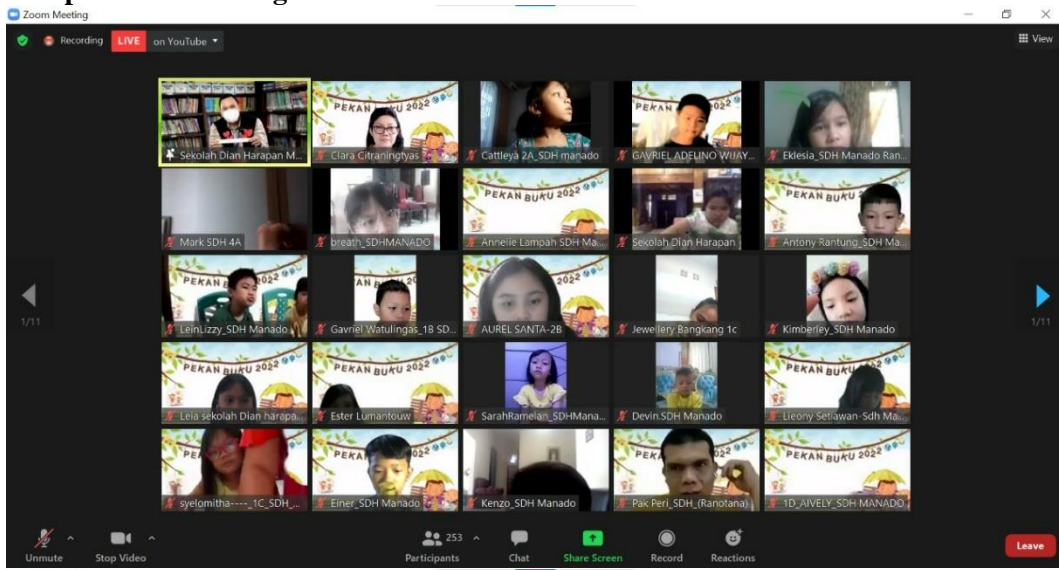 Zoom Meeting
Recording LIVE on YouTube
View
Sekolah Dian Harapan M...
Clara Citraningtyas
Cattleya 2A_SDH manado
GAVRIEL ADELINO WIJAY...
Eklesia_SDH Manado Ran...
Mark SDH 4A
breath_SDHMANADO
Annelie Lampah SDH Ma...
Sekolah Dian Harapan
Antony Rantung_SDH Ma...
LeinLizzy_SDH Manado
Gavriel Watulingas_1B SD...
AUREL SANTA-2B
Jewellery Bangkang 1c
Kimberley_SDH Manado
1/11
1/11
Leia sekolah Dian harapa...
Ester Lumantouw
SarahRamelan_SDHMana...
Devin.SDH Manado
Lieony Setiawan-Sdh Ma...
syelomitha----_1C_SDH_...
Einer_SDH Manado
Kenzo_SDH Manado
Pak Peri_SDH_(Ranotana)
1D_AIVELY_SDH MANADO
PEKAN BUKU 2022
Unmute
Stop Video
253
Participants
Chat
Share Screen
Record
Reactions
Leave